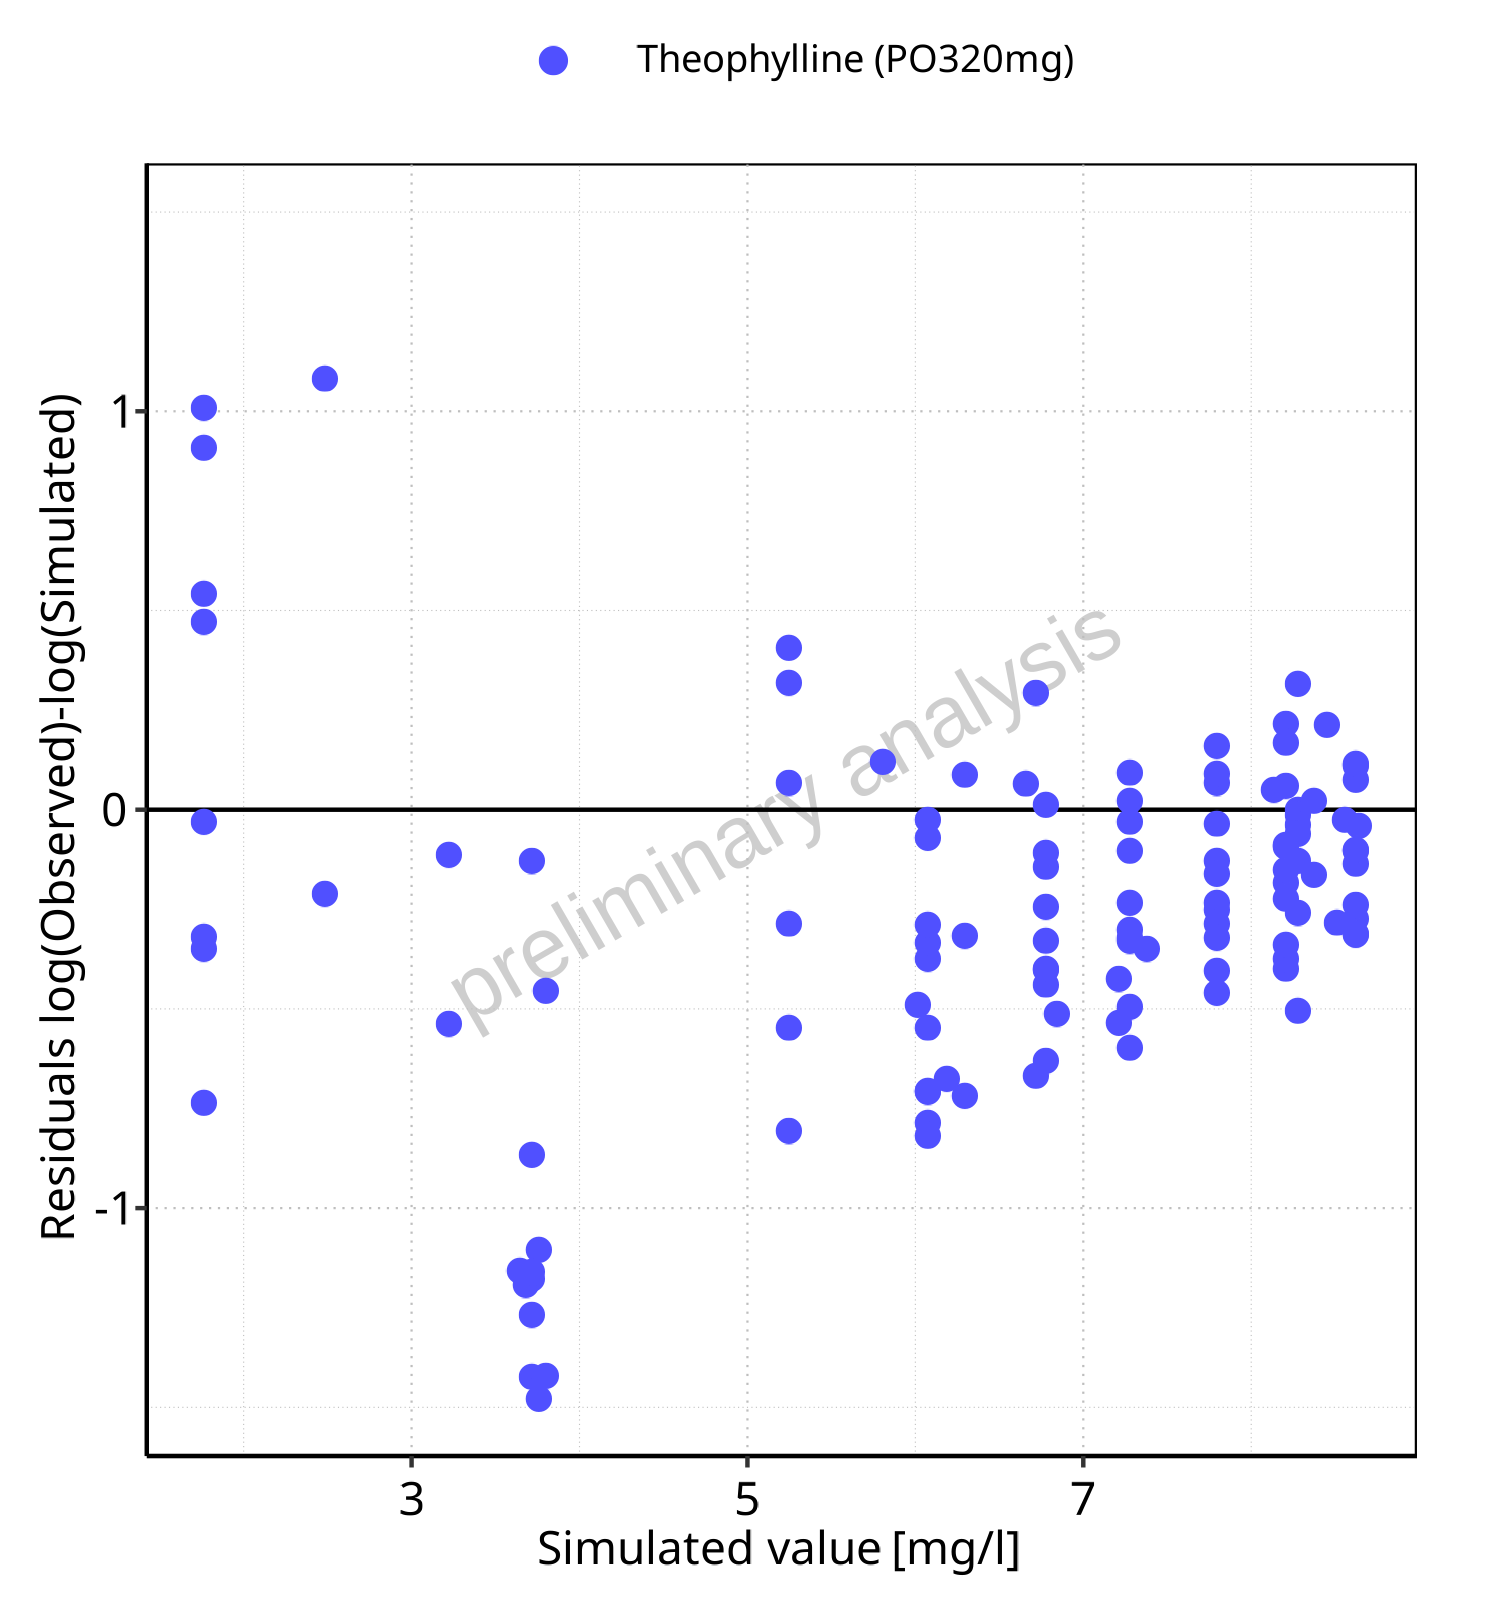 Theophylline (PO320mg)
Residuals log(Observed)-log(Simulated)
1
0
-1
preliminary analysis
3
5
7
Simulated value [mg/l]